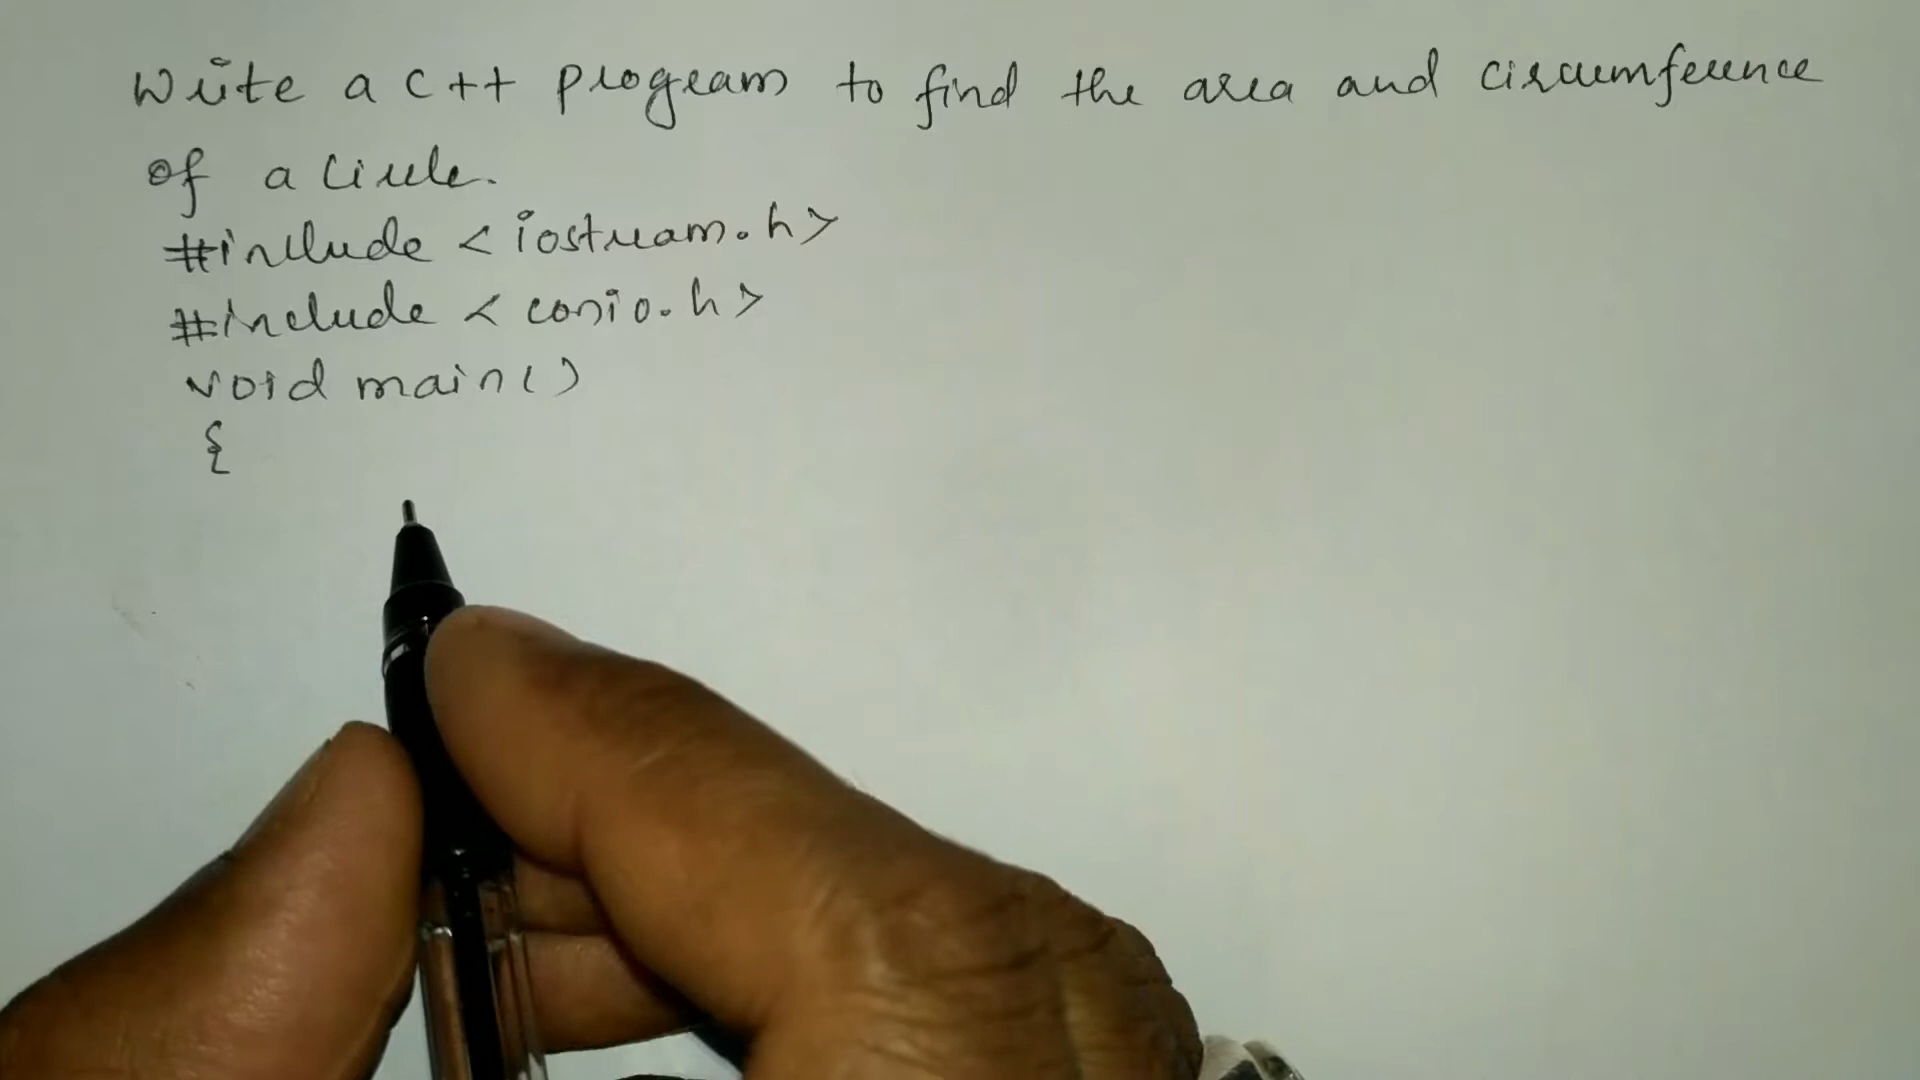 Write a c++ program to find the area and circumference
of a Circle.
#include <iostream.h>
#include <conio.h>
void main()
{